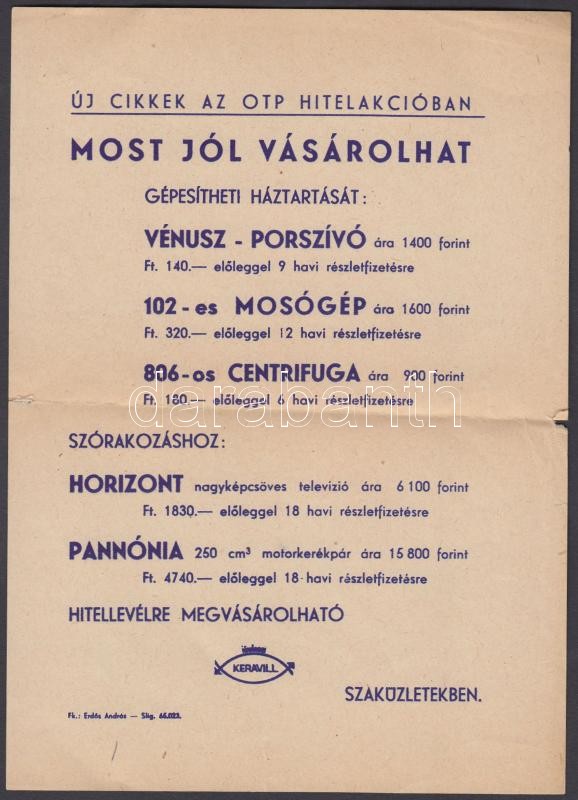 ÚJ CIKKEK AZ OTP HITELAKCIÓBAN
MOST JÓL VÁSÁROLHAT
GÉPESÍTHETI HÁZTARTÁSÁT:
VÉNUSZ - PORSZÍVÓ ára 1400 forint
Ft. 140.— előleggel 9 havi részletfizetésre
102-es MOSÓGÉP ára 1600 forint
Ft. 320.— előleggel 12 havi részletfizetésre
806-os CENTRIFUGA ára 900 forint
Ft. 180.— előleggel 6 havi részletfizetésre
darabanth
SZÓRAKOZÁSHOZ:
HORIZONT nagyképcsöves televízió ára 6100 forint
Ft. 1830.— előleggel 18 havi részletfizetésre
PANNÓNIA 250 cm³ motorkerékpár ára 15 800 forint
Ft. 4740.— előleggel 18 havi részletfizetésre
HITELLEVÉLRE MEGVÁSÁROLHATÓ
KERAVILL
SZAKÜZLETEKBEN.
Fk.: Erdős András — Szig. 66.023.